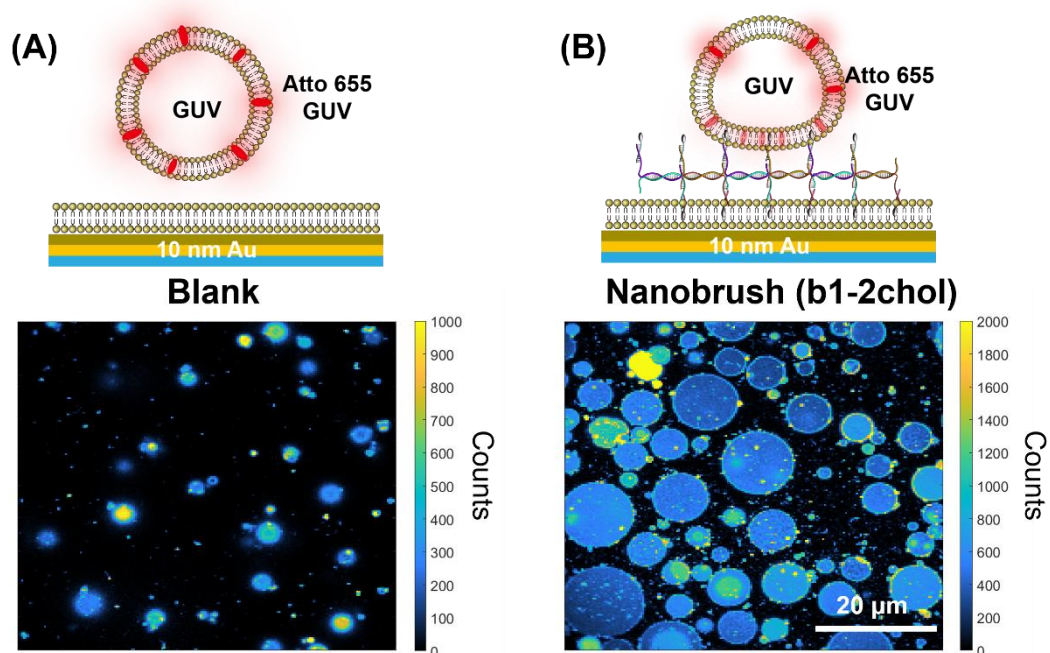 (A)
GUV
Atto 655
GUV
10 nm Au
Blank
1000
900
800
700
600
500
400
300
200
100
0
Counts
(B)
GUV
Atto 655
GUV
10 nm Au
Nanobrush (b1-2chol)
2000
1800
1600
1400
1200
1000
800
600
400
200
0
Counts
20 µm